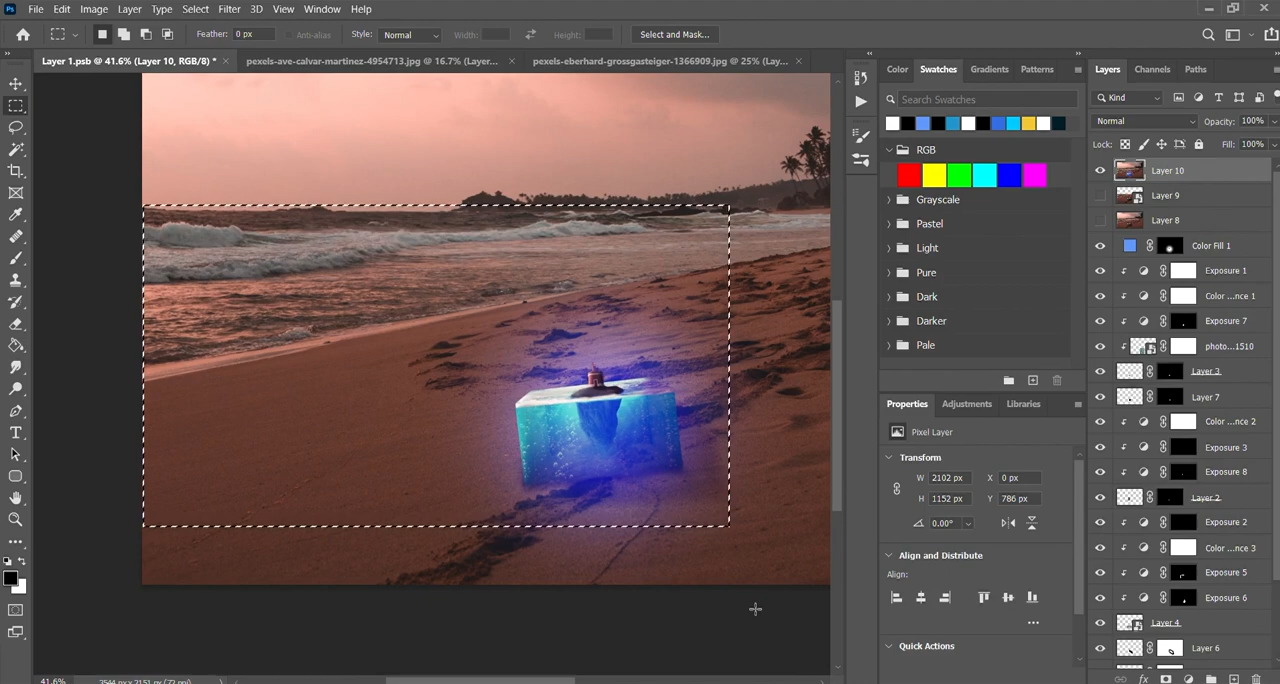 Ps File Edit Image Layer Type Select Filter 3D View Window Help
Feather: 0 px Anti-alias Style: Normal Width: Height: Select and Mask...
Layer 1.psb @ 41.6% (Layer 10, RGB/8) * × pexels-ave-calvar-martinez-4954713.jpg @ 16.7% (Layer... × pexels-eberhard-grossgasteiger-1366909.jpg @ 25% (Lay... ×
Color Swatches Gradients Patterns
Search Swatches
RGB
Grayscale
Pastel
Light
Pure
Dark
Darker
Pale
Properties Adjustments Libraries
Pixel Layer
Transform
W 2102 px X 0 px
H 1152 px Y 786 px
0.00°
Align and Distribute
Align:
Quick Actions
Layers Channels Paths
Kind
Normal Opacity: 100%
Lock: Fill: 100%
Layer 10
Layer 9
Layer 8
Color Fill 1
Exposure 1
Color ...nce 1
Exposure 7
photo...1510
Layer 3
Layer 7
Color ...nce 2
Exposure 3
Exposure 8
Layer 2
Exposure 2
Color ...nce 3
Exposure 5
Exposure 6
Layer 4
Layer 6
41.6%